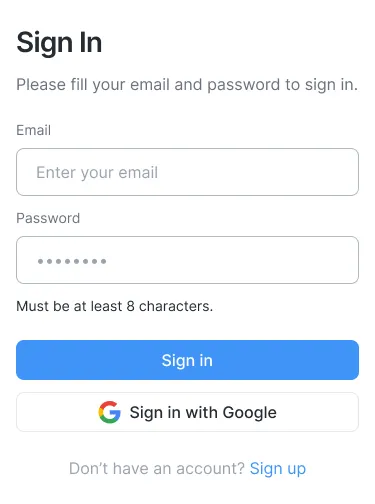 Sign In
Please fill your email and password to sign in.
Email
Enter your email
Password
••••••••
Must be at least 8 characters.
Sign in
Sign in with Google
Don’t have an account? Sign up